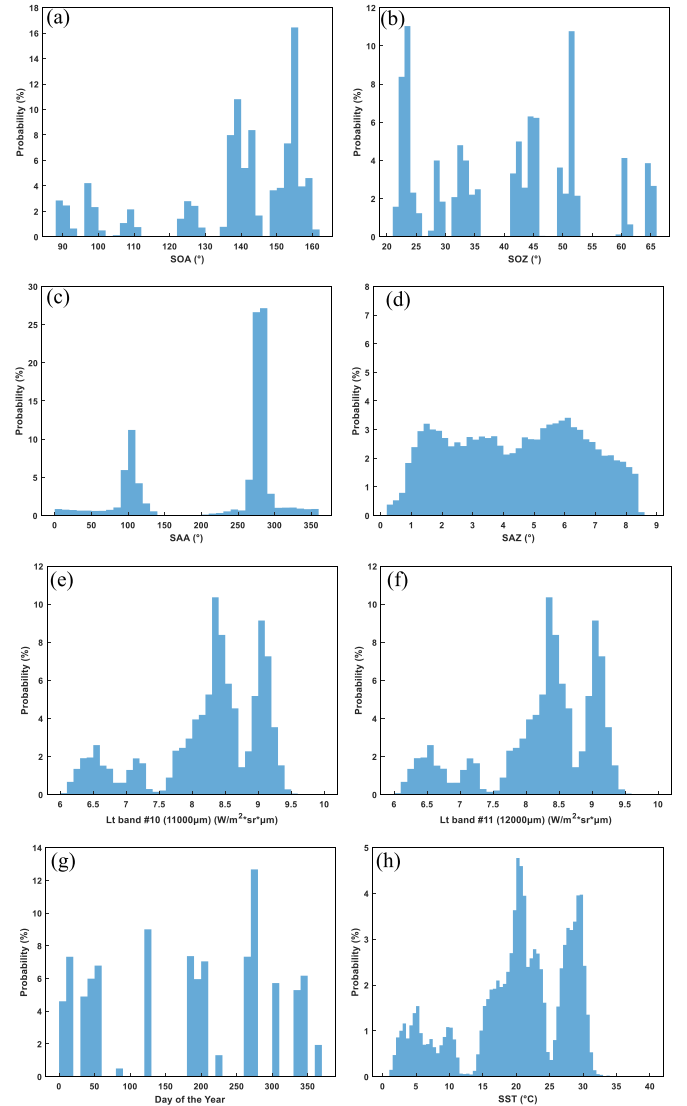 (a)
18
16
14
12
10
8
6
4
2
0
Probability (%)
90 100 110 120 130 140 150 160
SOA (°)
(b)
12
10
8
6
4
2
0
Probability (%)
20 25 30 35 40 45 50 55 60 65
SOZ (°)
(c)
30
25
20
15
10
5
0
Probability (%)
0 50 100 150 200 250 300 350
SAA (°)
(d)
8
7
6
5
4
3
2
1
0
Probability (%)
0 1 2 3 4 5 6 7 8 9
SAZ (°)
(e)
12
10
8
6
4
2
0
Probability (%)
6 6.5 7 7.5 8 8.5 9 9.5 10
Lt band #10 (11000μm) (W/m²*sr*μm)
(f)
12
10
8
6
4
2
0
Probability (%)
6 6.5 7 7.5 8 8.5 9 9.5 10
Lt band #11 (12000μm) (W/m²*sr*μm)
(g)
14
12
10
8
6
4
2
0
Probability (%)
0 50 100 150 200 250 300 350
Day of the Year
(h)
5
4
3
2
1
0
Probability (%)
0 5 10 15 20 25 30 35 40
SST (°C)